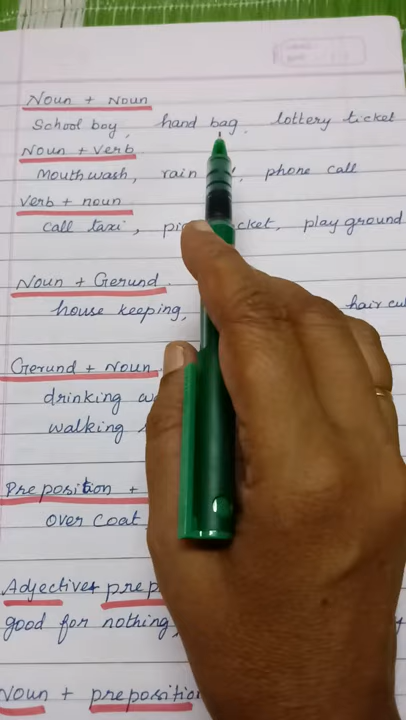 Noun + Noun
School boy, hand bag, lottery ticket
Noun + Verb
Mouthwash, rain, phone call
Verb + noun
call taxi, play ground
Noun + Gerund
house keeping, hair
Gerund + Noun
drinking
walking
Preposition +
over coat
Adjective +
good for nothing,
Noun + preposition